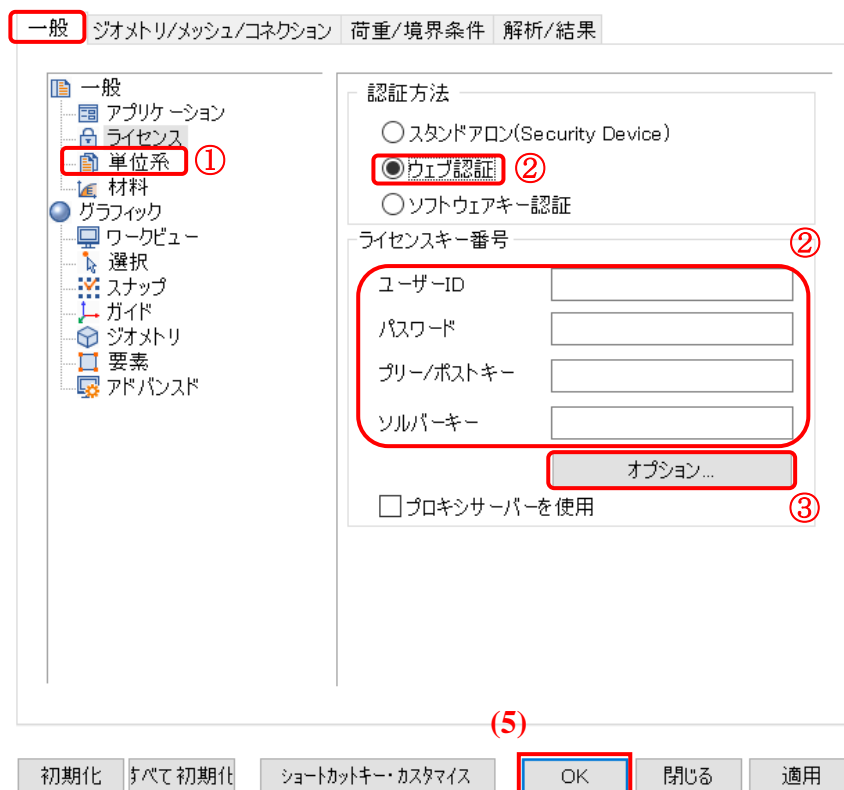 一般 ジオメトリ/メッシュ/コネクション 荷重/境界条件 解析/結果
一般
アプリケーション
ライセンス
単位系 ①
材料
グラフィック
ワークビュー
選択
スナップ
ガイド
ジオメトリ
要素
アドバンスド
認証方法
スタンドアロン(Security Device)
ウェブ認証 ②
ソフトウェアキー認証
ライセンスキー番号 ②
ユーザーID
パスワード
プリー/ポストキー
ソルバーキー
オプション...
プロキシサーバーを使用 ③
(5)
初期化 すべて初期化 ショートカットキー・カスタマイズ OK 閉じる 適用